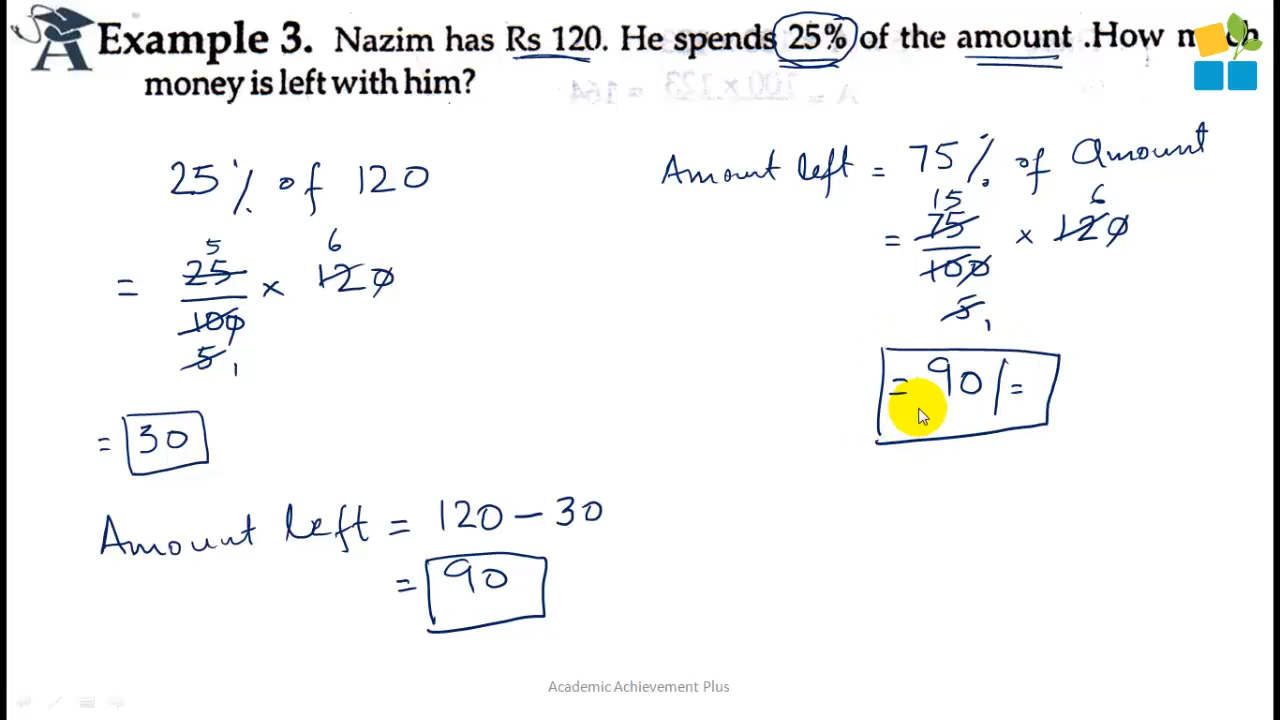 Example 3. Nazim has Rs 120. He spends 25% of the amount .How
money is left with him?
25% of 120
5 6
= 25/100 × 120
5 1
= 30
Amount left = 120 - 30
= 90
Amount left = 75% of Amount
15 6
= 75/100 × 120
5 1
= 90/=
Academic Achievement Plus